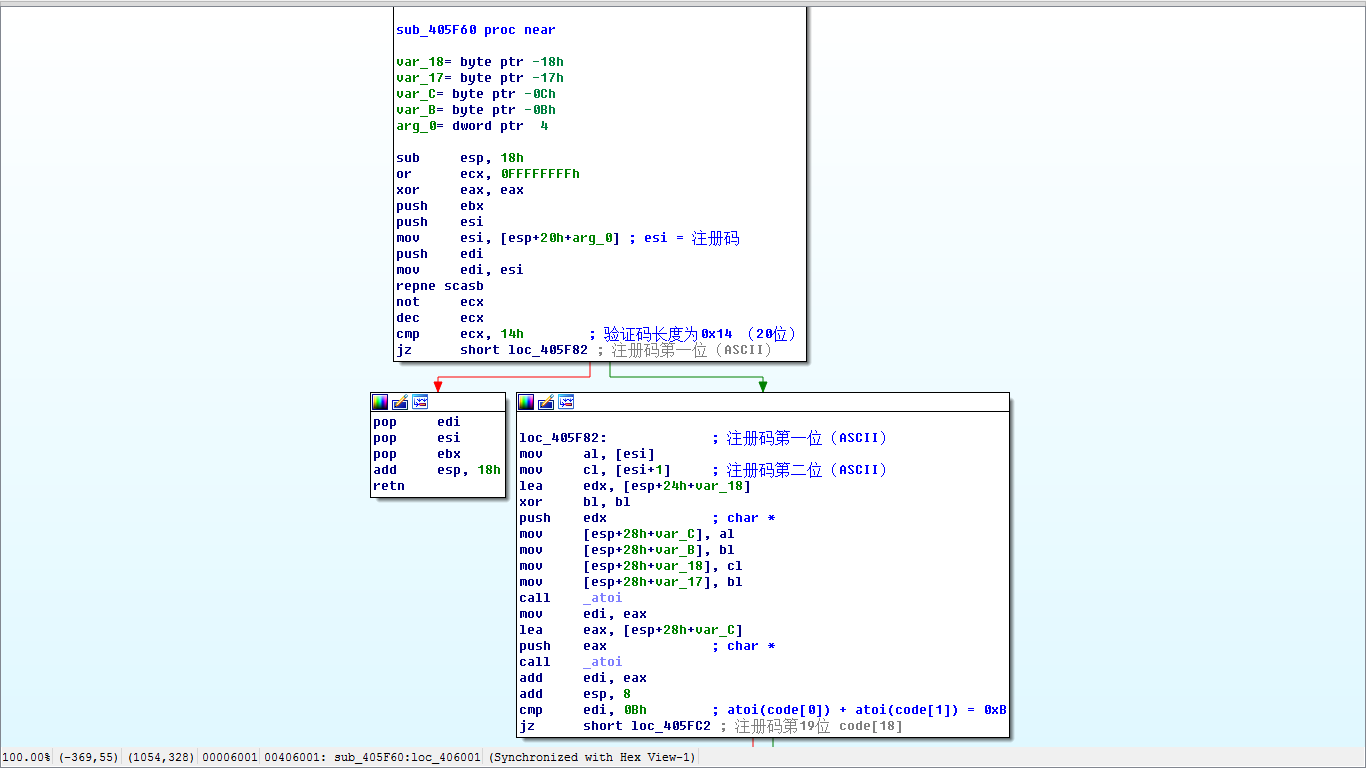 sub_405F60 proc near
var_18= byte ptr -18h
var_17= byte ptr -17h
var_C= byte ptr -0Ch
var_B= byte ptr -0Bh
arg_0= dword ptr  4
sub     esp, 18h
or      ecx, 0FFFFFFFFh
xor     eax, eax
push    ebx
push    esi
mov     esi, [esp+20h+arg_0] ; esi = 注册码
push    edi
mov     edi, esi
repne scasb
not     ecx
dec     ecx
cmp     ecx, 14h        ; 验证码长度为0x14 （20位）
jz      short loc_405F82 ; 注册码第一位（ASCII）
pop     edi
pop     esi
pop     ebx
add     esp, 18h
retn
loc_405F82:             ; 注册码第一位（ASCII）
mov     al, [esi]
mov     cl, [esi+1]     ; 注册码第二位（ASCII）
lea     edx, [esp+24h+var_18]
xor     bl, bl
push    edx             ; char *
mov     [esp+28h+var_C], al
mov     [esp+28h+var_B], bl
mov     [esp+28h+var_18], cl
mov     [esp+28h+var_17], bl
call    _atoi
mov     edi, eax
lea     eax, [esp+28h+var_C]
push    eax             ; char *
call    _atoi
add     edi, eax
add     esp, 8
cmp     edi, 0Bh        ; atoi(code[0]) + atoi(code[1]) = 0xB
jz      short loc_405FC2 ; 注册码第19位 code[18]
100.00% (-369,55) (1054,328) 00006001 00406001: sub_405F60:loc_406001 (Synchronized with Hex View-1)